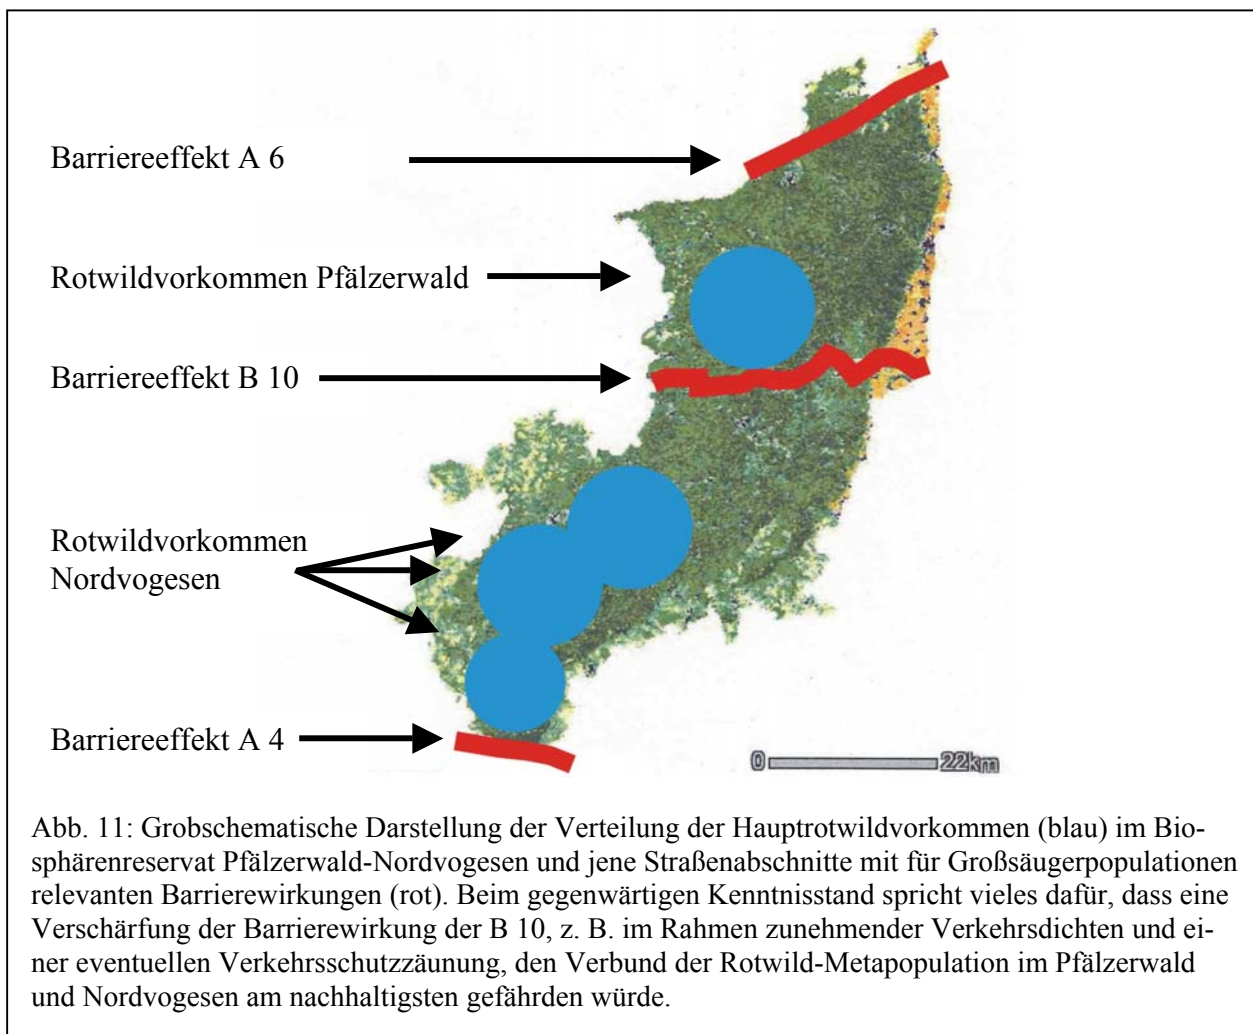 Barriereeffekt A 6
Rotwildvorkommen Pfälzerwald
Barriereeffekt B 10
Rotwildvorkommen
Nordvogesen
Barriereeffekt A 4
0 22km
Abb. 11: Grobschematische Darstellung der Verteilung der Hauptrotwildvorkommen (blau) im Bio-
sphärenreservat Pfälzerwald-Nordvogesen und jene Straßenabschnitte mit für Großsäugerpopulationen
relevanten Barrierewirkungen (rot). Beim gegenwärtigen Kenntnisstand spricht vieles dafür, dass eine
Verschärfung der Barrierewirkung der B 10, z. B. im Rahmen zunehmender Verkehrsdichten und ei-
ner eventuellen Verkehrsschutzzäunung, den Verbund der Rotwild-Metapopulation im Pfälzerwald
und Nordvogesen am nachhaltigsten gefährden würde.